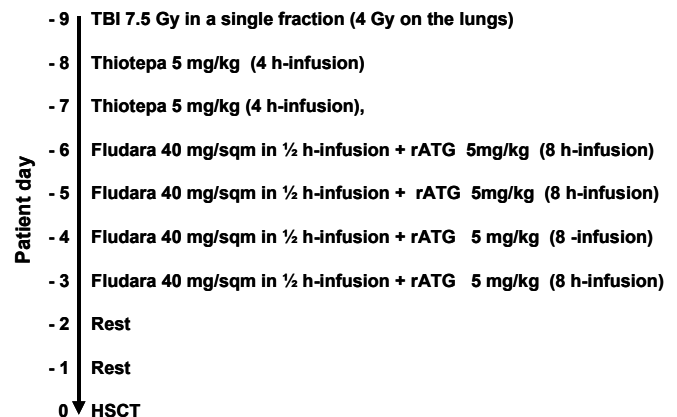 Patient day
- 9 TBI 7.5 Gy in a single fraction (4 Gy on the lungs)
- 8 Thiotepa 5 mg/kg (4 h-infusion)
- 7 Thiotepa 5 mg/kg (4 h-infusion),
- 6 Fludara 40 mg/sqm in ½ h-infusion + rATG 5mg/kg (8 h-infusion)
- 5 Fludara 40 mg/sqm in ½ h-infusion + rATG 5mg/kg (8 h-infusion)
- 4 Fludara 40 mg/sqm in ½ h-infusion + rATG 5 mg/kg (8 -infusion)
- 3 Fludara 40 mg/sqm in ½ h-infusion + rATG 5 mg/kg (8 h-infusion)
- 2 Rest
- 1 Rest
0 HSCT